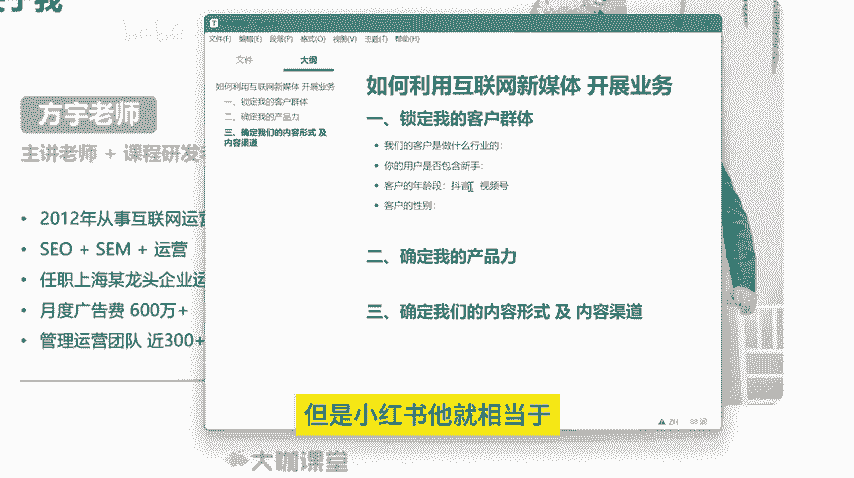 于我
方宇老师
主讲老师 + 课程研发
• 2012年从事互联网运营
• SEO + SEM + 运营
• 任职上海某龙头企业运
• 月度广告费 600万+
• 管理运营团队 近300+
大咖课堂
T
文件(F) 编辑(E) 段落(P) 格式(O) 视图(V) 主题(T) 帮助(H)
文件 大纲
如何利用互联网新媒体 开展业务
一、锁定我的客户群体
二、确定我的产品力
三、确定我们的内容形式 及
内容渠道
如何利用互联网新媒体 开展业务
一、锁定我的客户群体
• 我们的客户是做什么行业的:
• 你的用户是否包含新手:
• 客户的年龄段: 抖音 视频号
• 客户的性别:
二、确定我的产品力
三、确定我们的内容形式 及 内容渠道
但是小红书他就相当于